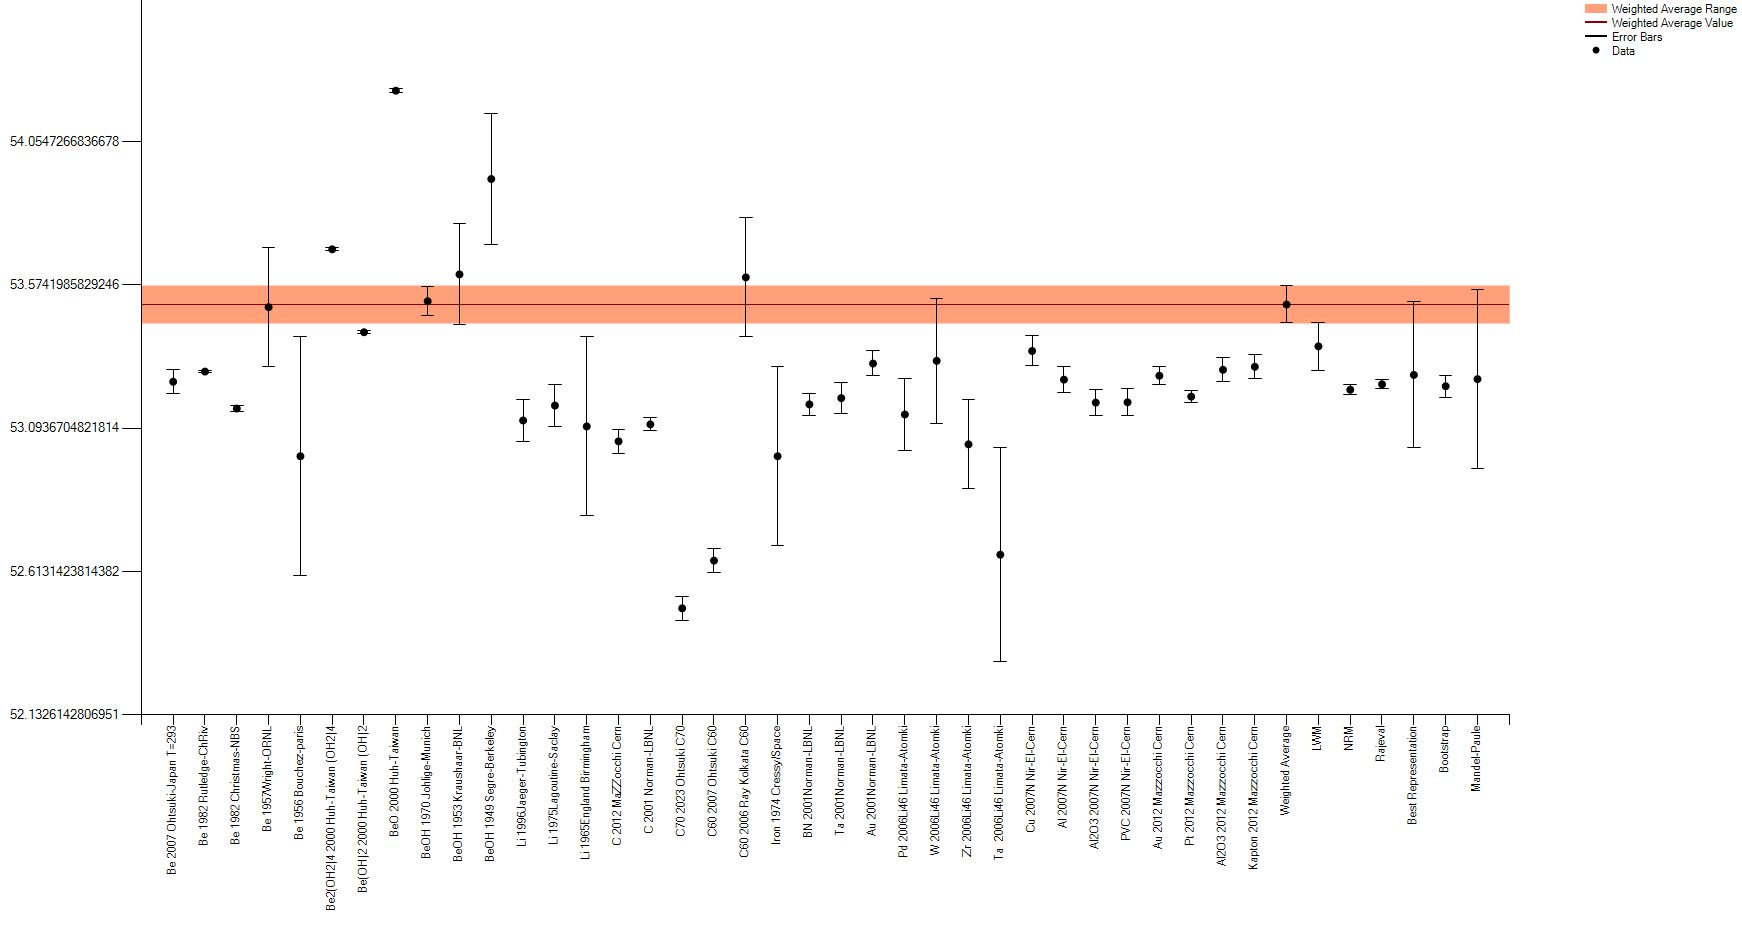 Weighted Average Range
Weighted Average Value
Error Bars
Data
54.0547266836678
53.5741985829246
53.0936704821814
52.6131423814382
52.1326142806951
Be 2007 Ohtsuki-Japan T=293
Be 1982 Rutledge-ChRiv
Be 1982 Christmas-NBS
Be 1957Wright-ORNL
Be 1956 Bouchez-paris
Be2(OH2|4 2000 Huh-Taiwan (OH2|4
Be(OH|2 2000 Huh-Taiwan (OH|2
BeO 2000 Huh-Taiwan
BeOH 1970 Johlige-Munich
BeOH 1953 Kraushaar-BNL
BeOH 1949 Segre-Berkeley
Li 1996Jaeger-Tubington
Li 1975Lagoutine-Saclay
Li 1965England Birmingham
C 2012 MaZZocchi Cern
C 2001 Norman-LBNL
C70 2023 Ohtsuki C70
C60 2007 Ohtsuki C60
C60 2006 Ray Kolkata C60
Iron 1974 Cressy/Space
BN 2001Norman-LBNL
Ta 2001Norman-LBNL
Au 2001Norman-LBNL
Pd 2006Li46 Limata-Atomki
W 2006Li46 Limata-Atomki
Zr 2006Li46 Limata-Atomki
Ta 2006Li46 Limata-Atomki
Cu 2007N Nir-El-Cern
Al 2007N Nir-El-Cern
Al2O3 2007N Nir-El-Cern
PVC 2007N Nir-El-Cern
Au 2012 Mazzocchi Cern
Pt 2012 Mazzocchi Cern
Al2O3 2012 Mazzocchi Cern
Kapton 2012 Mazzocchi Cern
Weighted Average
LWM
NRM
Rajeval
Best Representation
Bootstrap
Mandel-Paule